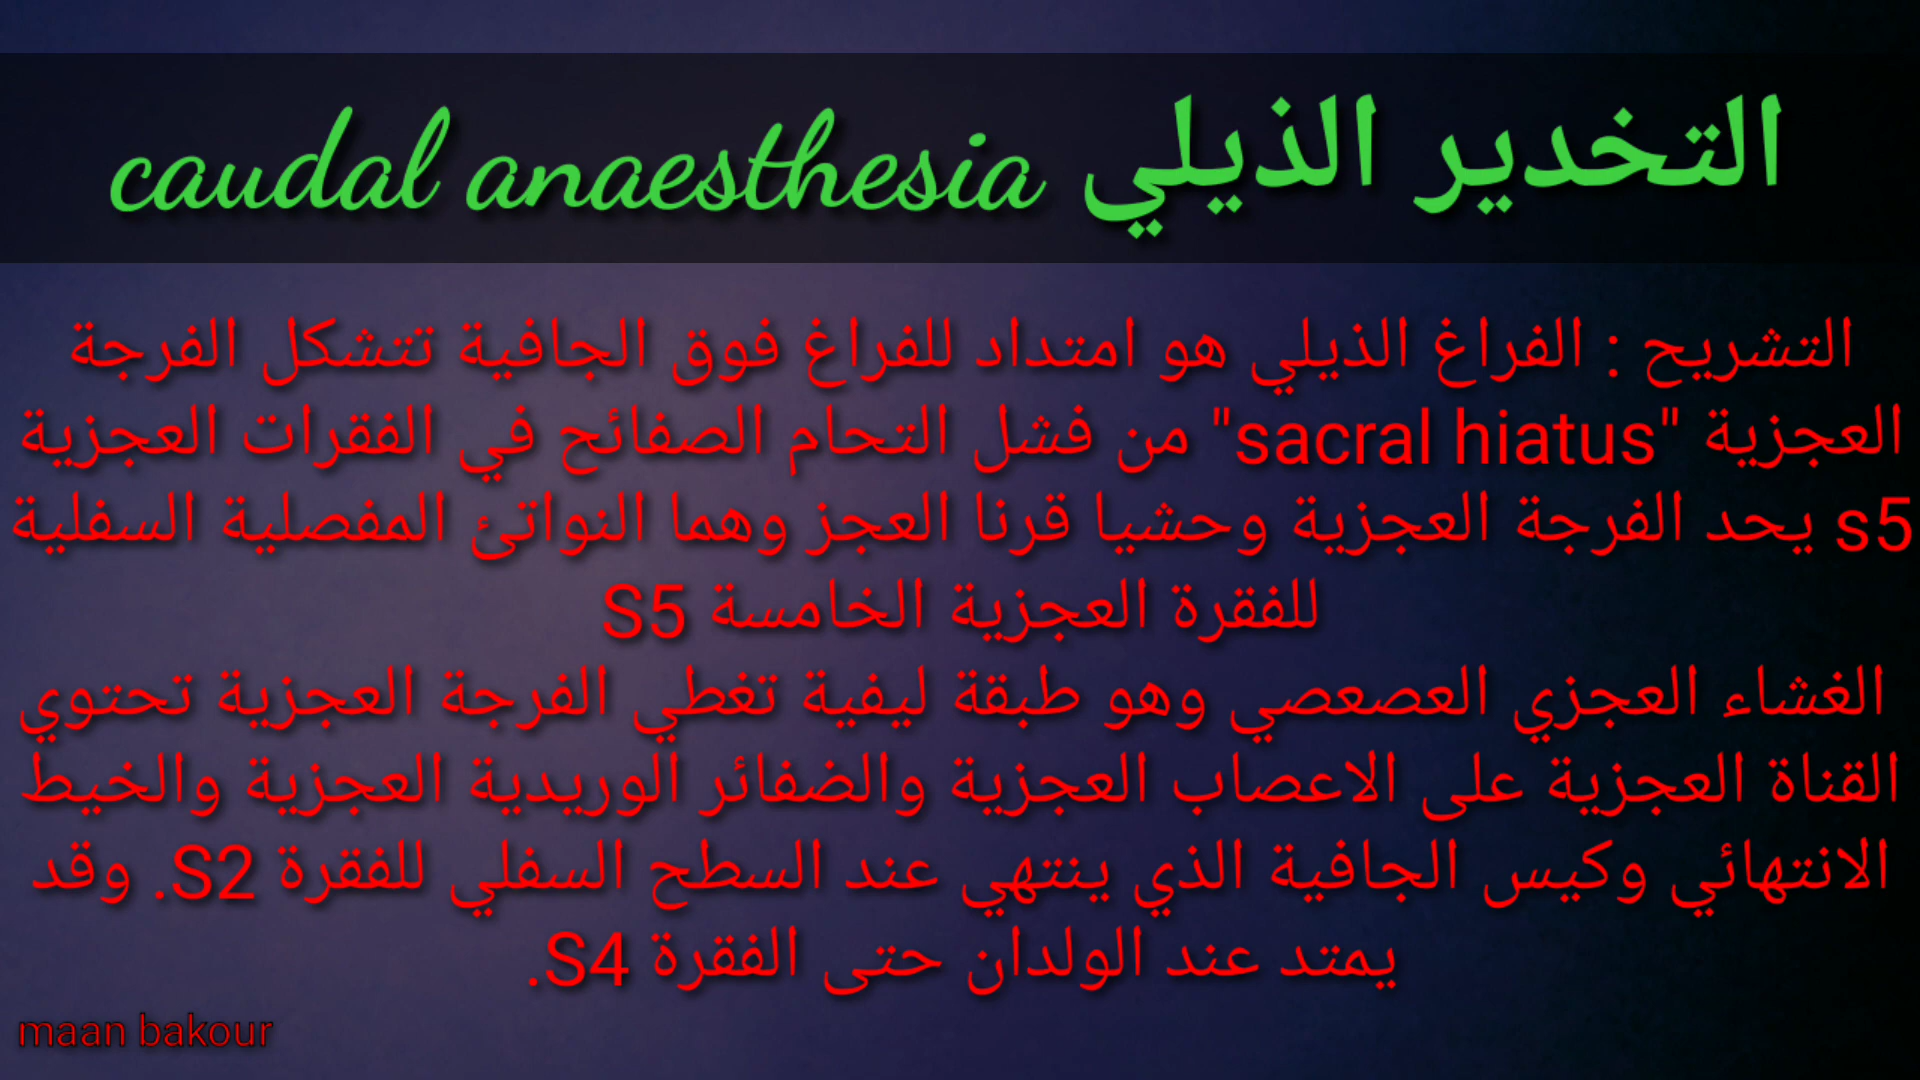 التخدير الذيلي caudal anaesthesia
التشريح : الفراغ الذيلي هو امتداد للفراغ فوق الجافية تتشكل الفرجة
العجزية "sacral hiatus" من فشل التحام الصفائح في الفقرات العجزية
s5 يحد الفرجة العجزية وحشيا قرنا العجز وهما النواتئ المفصلية السفلية
للفقرة العجزية الخامسة S5
الغشاء العجزي العصعصي وهو طبقة ليفية تغطي الفرجة العجزية تحتوي
القناة العجزية على الاعصاب العجزية والضفائر الوريدية العجزية والخيط
الانتهائي وكيس الجافية الذي ينتهي عند السطح السفلي للفقرة S2. وقد
يمتد عند الولدان حتى الفقرة S4.
maan bakour